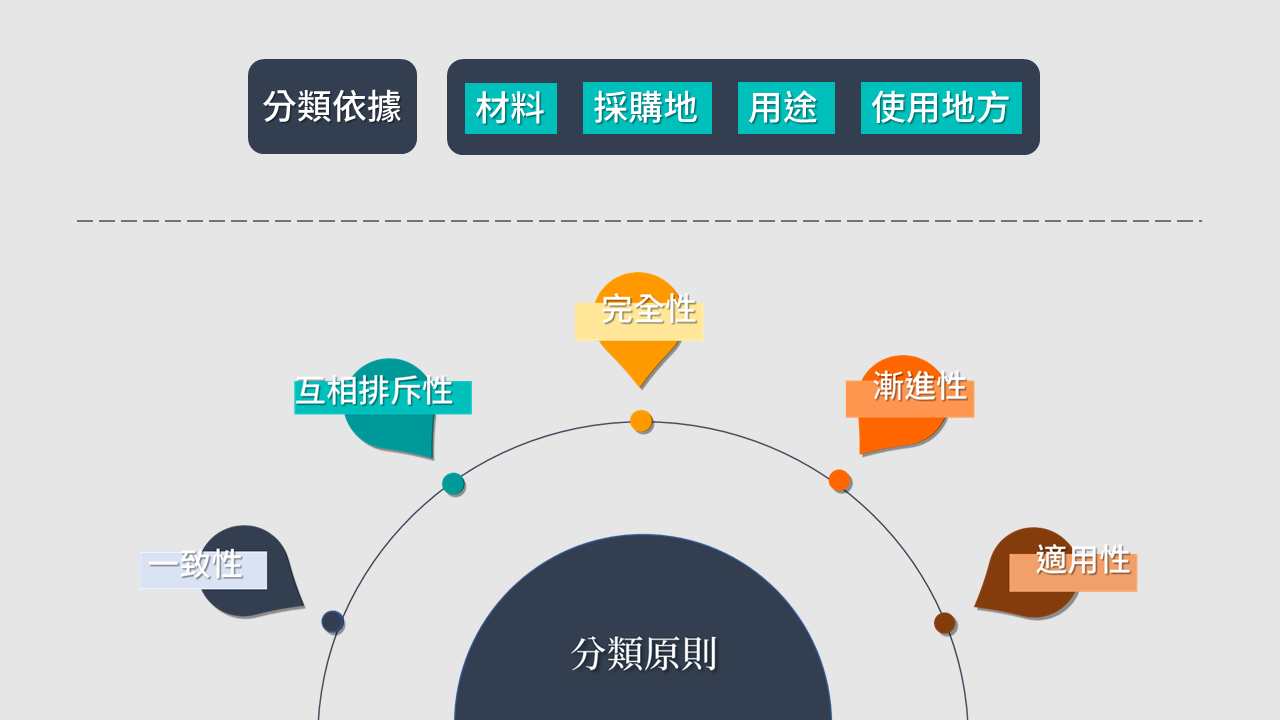 分類依據
材料 採購地 用途 使用地方
完全性
互相排斥性
漸進性
一致性
適用性
分類原則